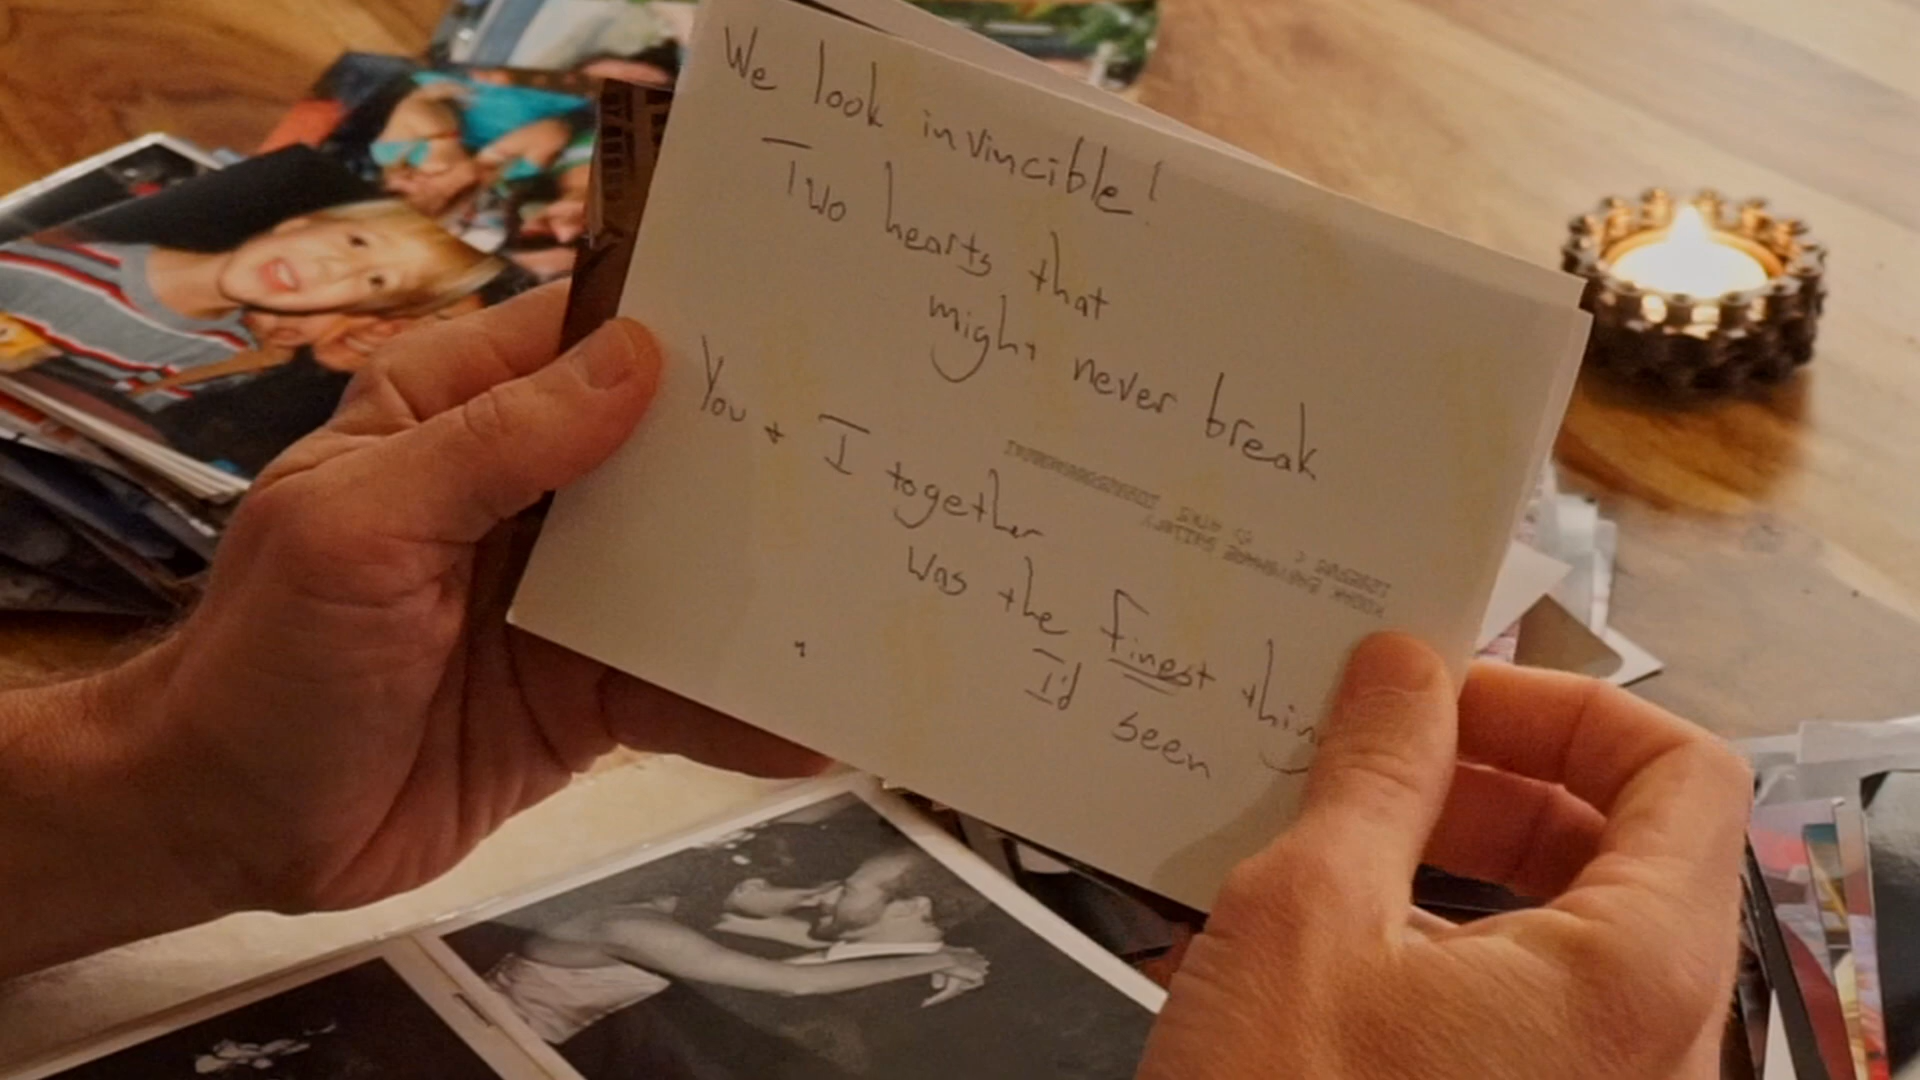 We look invincible!
Two hearts that
might never break
You + I together
was the finest thing
I'd seen